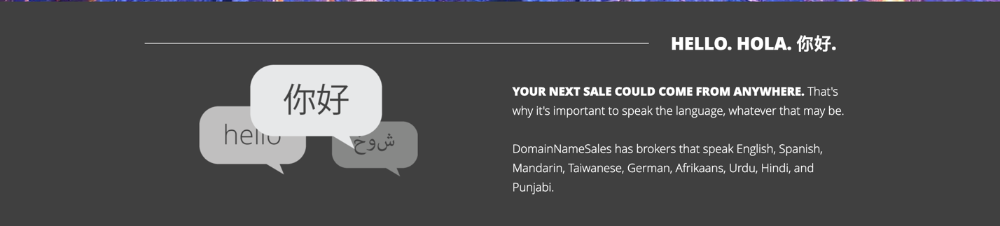 HELLO. HOLA. 你好.
你好
hello
ش و خ
YOUR NEXT SALE COULD COME FROM ANYWHERE. That's
why it's important to speak the language, whatever that may be.
DomainNameSales has brokers that speak English, Spanish,
Mandarin, Taiwanese, German, Afrikaans, Urdu, Hindi, and
Punjabi.